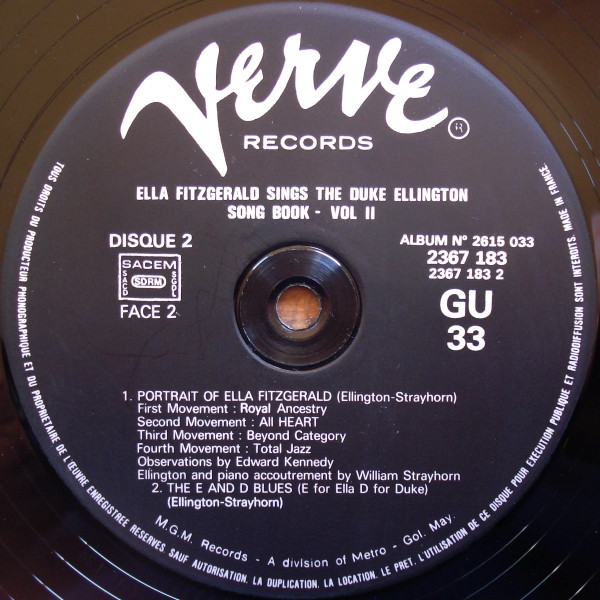 Verve
®
RECORDS
ELLA FITZGERALD SINGS THE DUKE ELLINGTON
SONG BOOK - VOL II
DISQUE 2
ALBUM N° 2615 033
2367 183
2367 183 2
SACEM
SACD
SDRM
SGDL
FACE 2
GU
33
1. PORTRAIT OF ELLA FITZGERALD (Ellington-Strayhorn)
First Movement : Royal Ancestry
Second Movement : All HEART
Third Movement : Beyond Category
Fourth Movement : Total Jazz
Observations by Edward Kennedy
Ellington and piano accoutrement by William Strayhorn
2. THE E AND D BLUES (E for Ella D for Duke)
(Ellington-Strayhorn)
M.G.M. Records - A division of Metro - Gol. May.
TOUS DROITS DU PRODUCTEUR PHONOGRAPHIQUE ET DU PROPRIETAIRE DE L'ŒUVRE ENREGISTREE RESERVES SAUF AUTORISATION. LA DUPLICATION. LA LOCATION. LE PRET. L'UTILISATION DE CE DISQUE POUR EXECUTION PUBLIQUE ET RADIODIFFUSION SONT INTERDITS. MADE IN FRANCE.